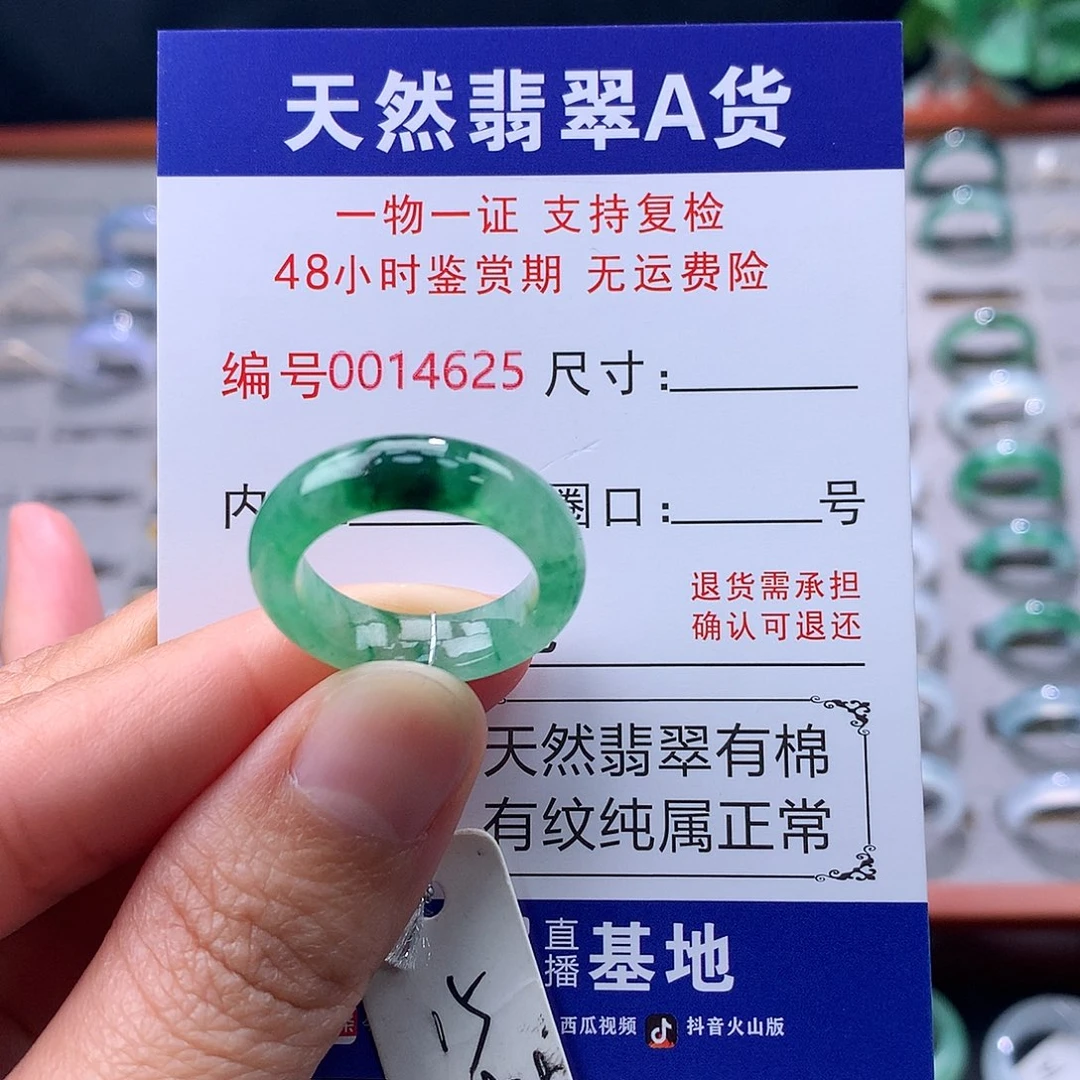 天然翡翠A货
一物一证 支持复检
48小时鉴赏期 无运费险
编号0014625 尺寸:
内 圈口: 号
退货需承担
确认可退还
天然翡翠有棉
有纹纯属正常
直播基地
西瓜视频 抖音火山版